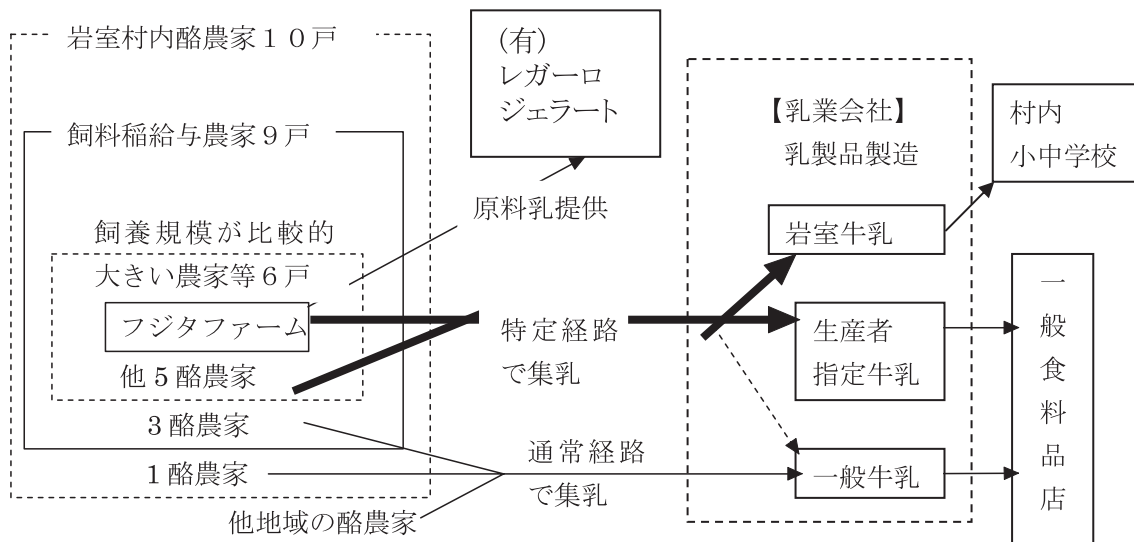 岩室村内酪農家10戸
飼料稲給与農家9戸
飼養規模が比較的
大きい農家等6戸
フジタファーム
他5酪農家
3酪農家
1酪農家
他地域の酪農家
(有)
レガーロ
ジェラート
原料乳提供
特定経路
で集乳
通常経路
で集乳
【乳業会社】
乳製品製造
岩室牛乳
生産者
指定牛乳
一般牛乳
村内
小中学校
一般食料品店